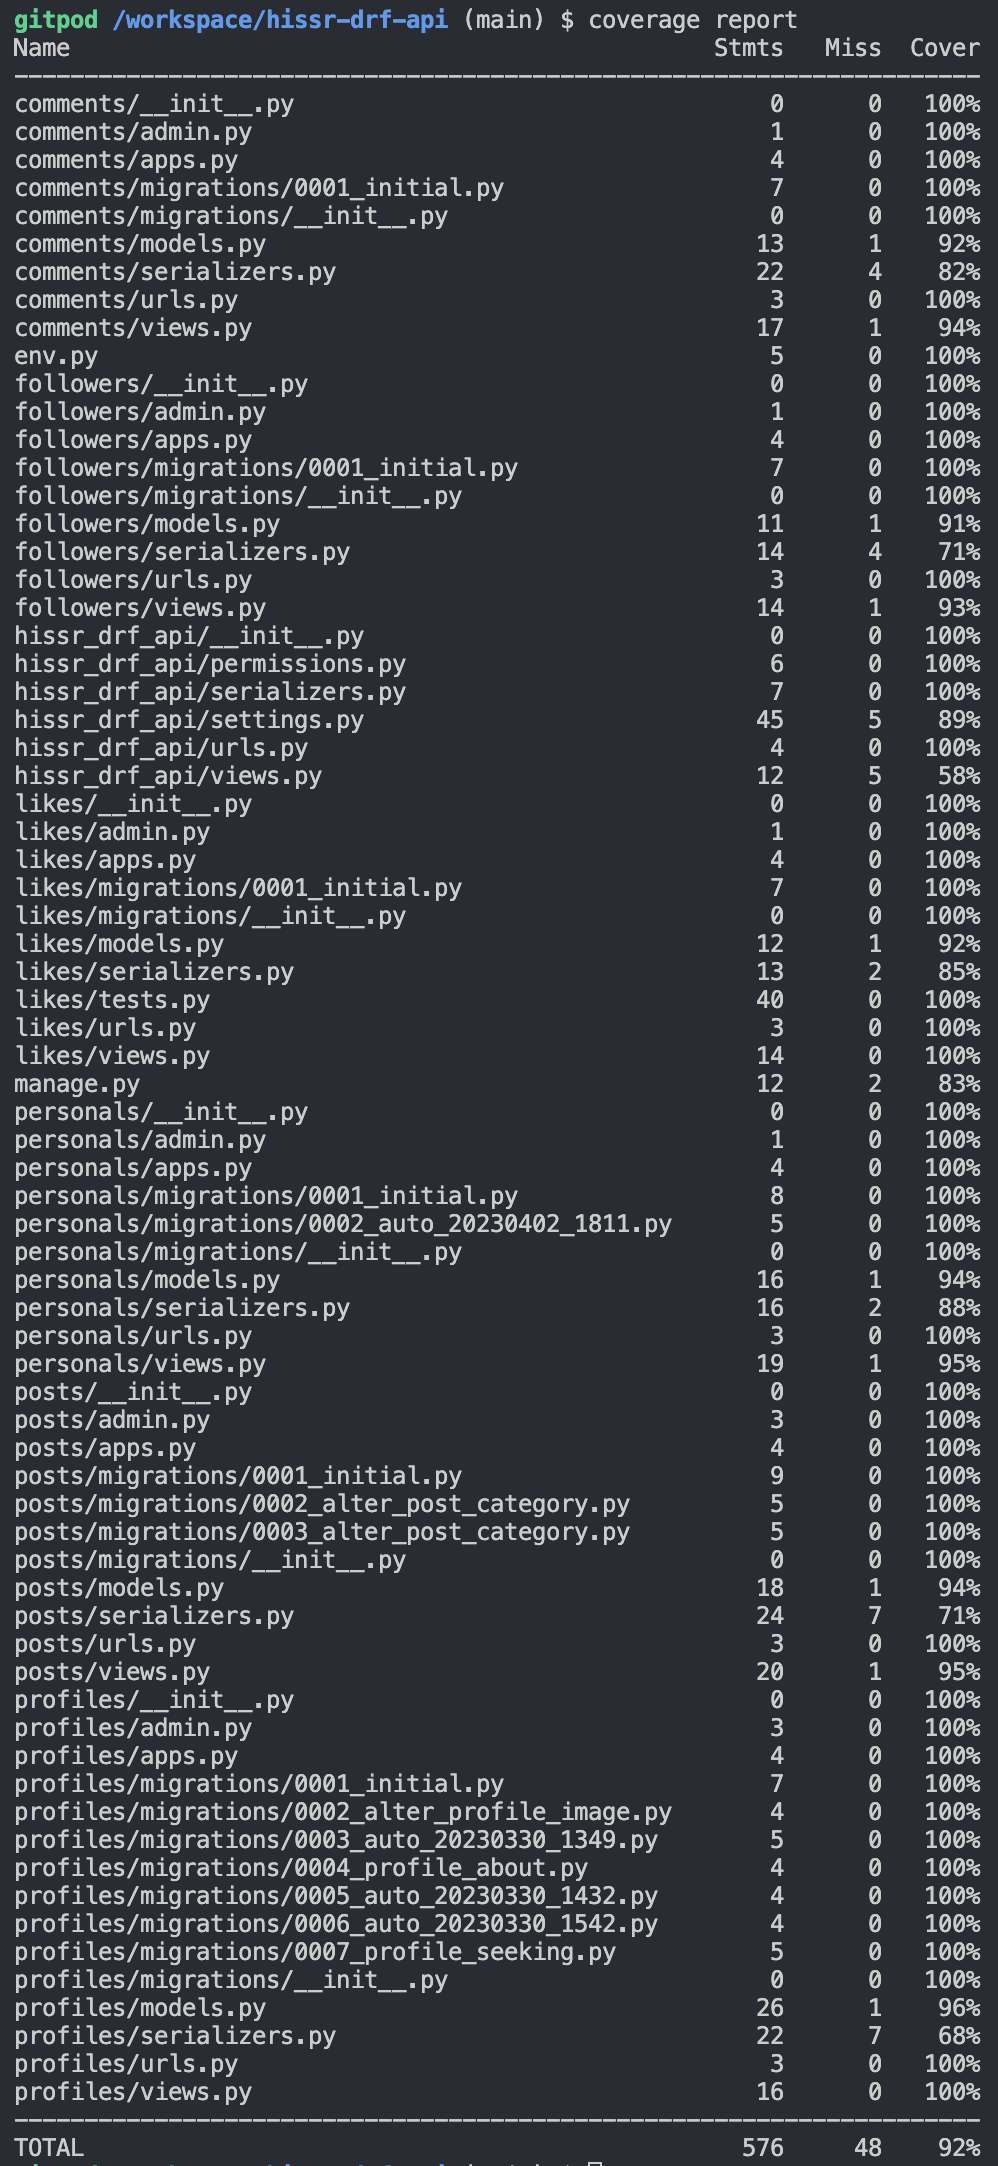 gitpod /workspace/hissr-drf-api (main) $ coverage report
Name Stmts Miss Cover
---------------------------------------------------------------------
comments/__init__.py 0 0 100%
comments/admin.py 1 0 100%
comments/apps.py 4 0 100%
comments/migrations/0001_initial.py 7 0 100%
comments/migrations/__init__.py 0 0 100%
comments/models.py 13 1 92%
comments/serializers.py 22 4 82%
comments/urls.py 3 0 100%
comments/views.py 17 1 94%
env.py 5 0 100%
followers/__init__.py 0 0 100%
followers/admin.py 1 0 100%
followers/apps.py 4 0 100%
followers/migrations/0001_initial.py 7 0 100%
followers/migrations/__init__.py 0 0 100%
followers/models.py 11 1 91%
followers/serializers.py 14 4 71%
followers/urls.py 3 0 100%
followers/views.py 14 1 93%
hissr_drf_api/__init__.py 0 0 100%
hissr_drf_api/permissions.py 6 0 100%
hissr_drf_api/serializers.py 7 0 100%
hissr_drf_api/settings.py 45 5 89%
hissr_drf_api/urls.py 4 0 100%
hissr_drf_api/views.py 12 5 58%
likes/__init__.py 0 0 100%
likes/admin.py 1 0 100%
likes/apps.py 4 0 100%
likes/migrations/0001_initial.py 7 0 100%
likes/migrations/__init__.py 0 0 100%
likes/models.py 12 1 92%
likes/serializers.py 13 2 85%
likes/tests.py 40 0 100%
likes/urls.py 3 0 100%
likes/views.py 14 0 100%
manage.py 12 2 83%
personals/__init__.py 0 0 100%
personals/admin.py 1 0 100%
personals/apps.py 4 0 100%
personals/migrations/0001_initial.py 8 0 100%
personals/migrations/0002_auto_20230402_1811.py 5 0 100%
personals/migrations/__init__.py 0 0 100%
personals/models.py 16 1 94%
personals/serializers.py 16 2 88%
personals/urls.py 3 0 100%
personals/views.py 19 1 95%
posts/__init__.py 0 0 100%
posts/admin.py 3 0 100%
posts/apps.py 4 0 100%
posts/migrations/0001_initial.py 9 0 100%
posts/migrations/0002_alter_post_category.py 5 0 100%
posts/migrations/0003_alter_post_category.py 5 0 100%
posts/migrations/__init__.py 0 0 100%
posts/models.py 18 1 94%
posts/serializers.py 24 7 71%
posts/urls.py 3 0 100%
posts/views.py 20 1 95%
profiles/__init__.py 0 0 100%
profiles/admin.py 3 0 100%
profiles/apps.py 4 0 100%
profiles/migrations/0001_initial.py 7 0 100%
profiles/migrations/0002_alter_profile_image.py 4 0 100%
profiles/migrations/0003_auto_20230330_1349.py 5 0 100%
profiles/migrations/0004_profile_about.py 4 0 100%
profiles/migrations/0005_auto_20230330_1432.py 4 0 100%
profiles/migrations/0006_auto_20230330_1542.py 4 0 100%
profiles/migrations/0007_profile_seeking.py 5 0 100%
profiles/migrations/__init__.py 0 0 100%
profiles/models.py 26 1 96%
profiles/serializers.py 22 7 68%
profiles/urls.py 3 0 100%
profiles/views.py 16 0 100%
---------------------------------------------------------------------
TOTAL 576 48 92%